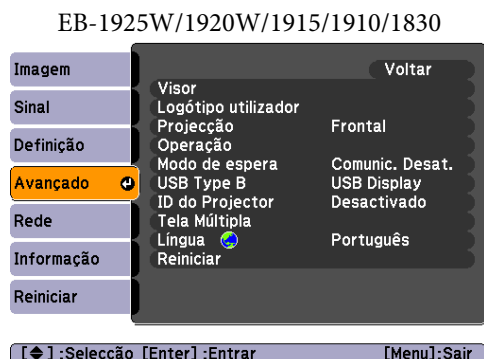 EB-1925W/1920W/1915/1910/1830
Imagem
Sinal
Definição
Avançado
Rede
Informação
Reiniciar
Voltar
Visor
Logótipo utilizador
Projecção Frontal
Operação
Modo de espera Comunic. Desat.
USB Type B USB Display
ID do Projector Desactivado
Tela Múltipla
Língua Português
Reiniciar
[ ] :Selecção [Enter] :Entrar [Menu]:Sair